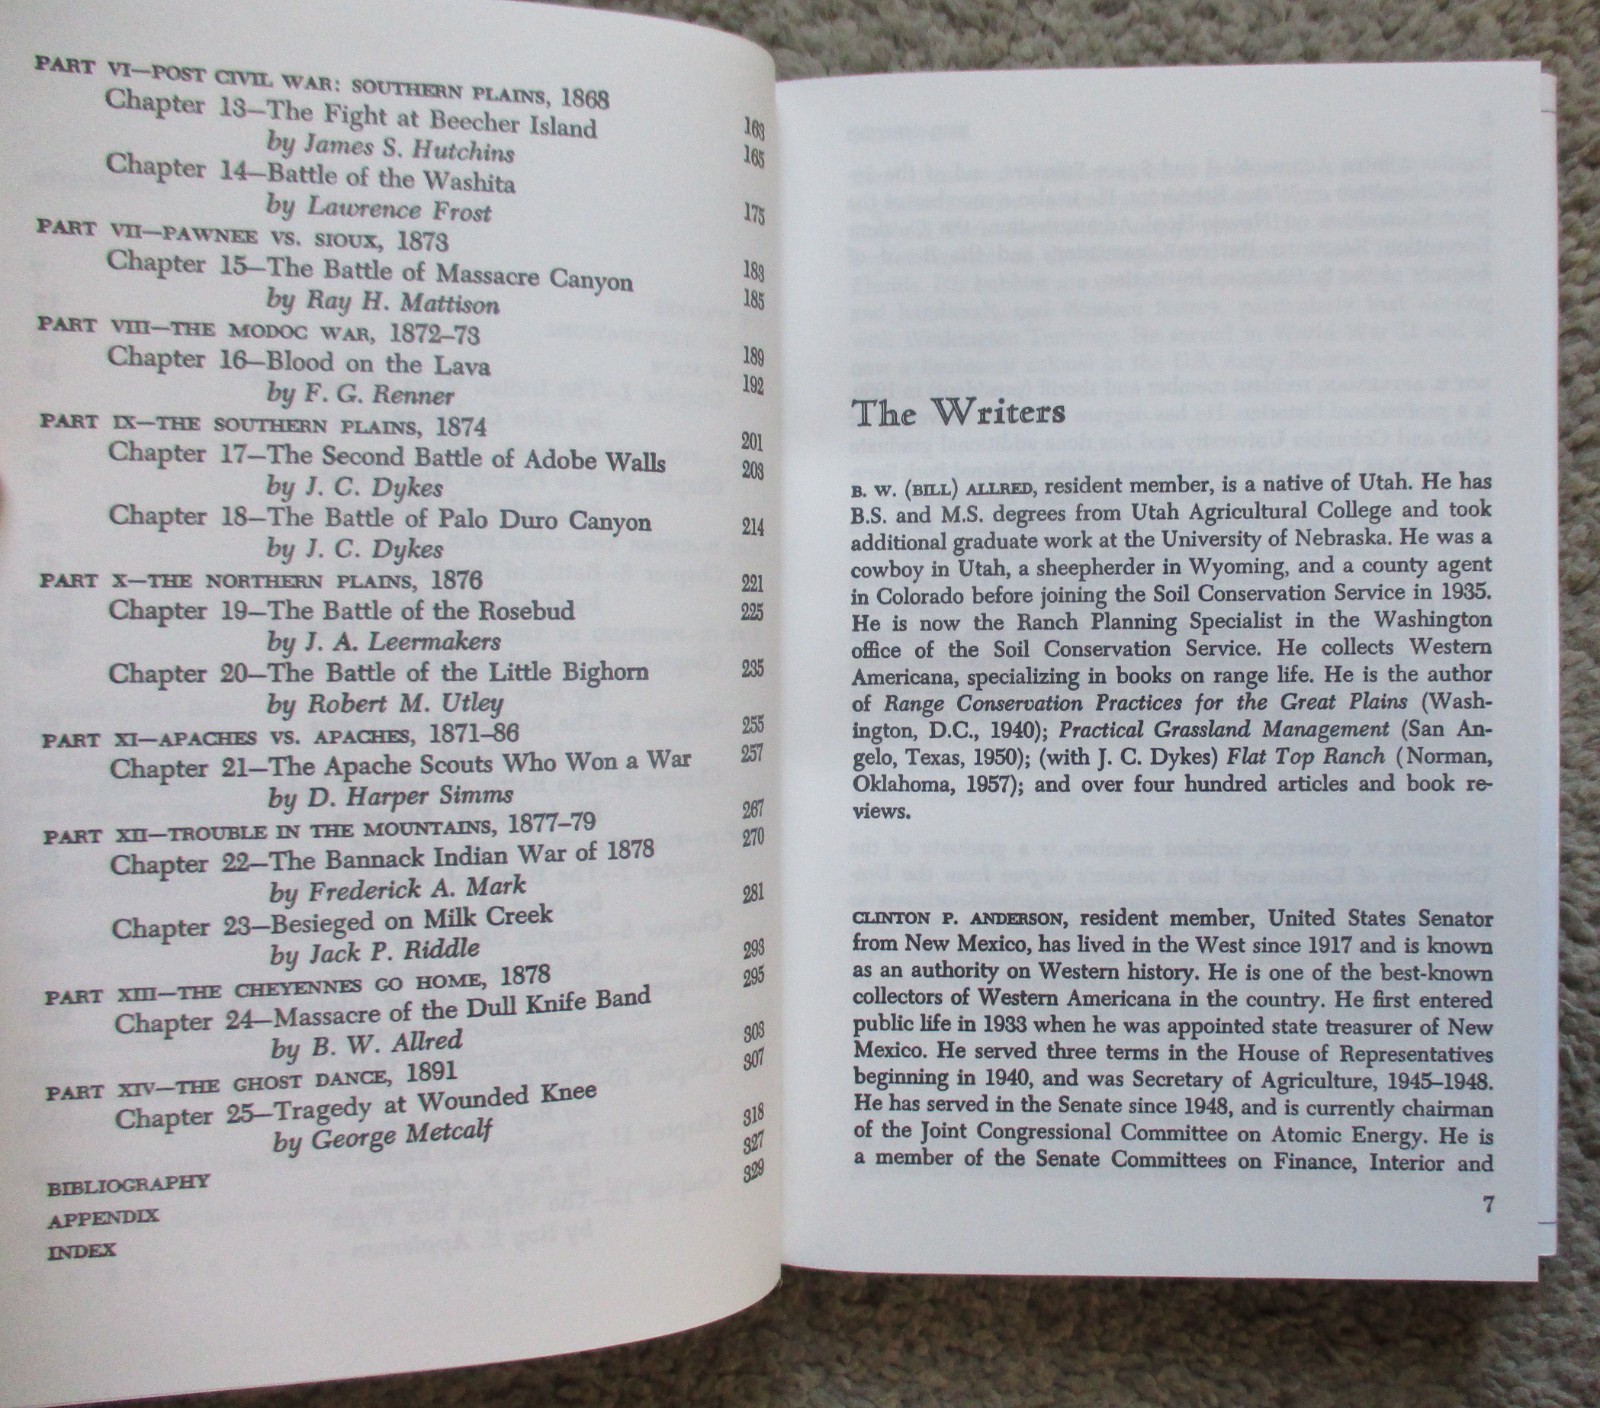 PART VI—POST CIVIL WAR: SOUTHERN PLAINS, 1868 163
Chapter 13—The Fight at Beecher Island 165
by James S. Hutchins
Chapter 14—Battle of the Washita 175
by Lawrence Frost
PART VII—PAWNEE VS. SIOUX, 1873 183
Chapter 15—The Battle of Massacre Canyon 185
by Ray H. Mattison
PART VIII—THE MODOC WAR, 1872–73 189
Chapter 16—Blood on the Lava 192
by F. G. Renner
PART IX—THE SOUTHERN PLAINS, 1874 201
Chapter 17—The Second Battle of Adobe Walls 203
by J. C. Dykes
Chapter 18—The Battle of Palo Duro Canyon 214
by J. C. Dykes
PART X—THE NORTHERN PLAINS, 1876 221
Chapter 19—The Battle of the Rosebud 225
by J. A. Leermakers
Chapter 20—The Battle of the Little Bighorn 235
by Robert M. Utley
PART XI—APACHES VS. APACHES, 1871–86 255
Chapter 21—The Apache Scouts Who Won a War 257
by D. Harper Simms
PART XII—TROUBLE IN THE MOUNTAINS, 1877–79 267
Chapter 22—The Bannack Indian War of 1878 270
by Frederick A. Mark
Chapter 23—Besieged on Milk Creek 281
by Jack P. Riddle
PART XIII—THE CHEYENNES GO HOME, 1878 293
Chapter 24—Massacre of the Dull Knife Band 295
by B. W. Allred
PART XIV—THE GHOST DANCE, 1891 303
Chapter 25—Tragedy at Wounded Knee 307
by George Metcalf
BIBLIOGRAPHY 318
APPENDIX 327
INDEX 329
The Writers
B. W. (BILL) ALLRED, resident member, is a native of Utah. He has
B.S. and M.S. degrees from Utah Agricultural College and took
additional graduate work at the University of Nebraska. He was a
cowboy in Utah, a sheepherder in Wyoming, and a county agent
in Colorado before joining the Soil Conservation Service in 1935.
He is now the Ranch Planning Specialist in the Washington
office of the Soil Conservation Service. He collects Western
Americana, specializing in books on range life. He is the author
of Range Conservation Practices for the Great Plains (Wash-
ington, D.C., 1940); Practical Grassland Management (San An-
gelo, Texas, 1950); (with J. C. Dykes) Flat Top Ranch (Norman,
Oklahoma, 1957); and over four hundred articles and book re-
views.
CLINTON P. ANDERSON, resident member, United States Senator
from New Mexico, has lived in the West since 1917 and is known
as an authority on Western history. He is one of the best-known
collectors of Western Americana in the country. He first entered
public life in 1933 when he was appointed state treasurer of New
Mexico. He served three terms in the House of Representatives
beginning in 1940, and was Secretary of Agriculture, 1945–1948.
He has served in the Senate since 1948, and is currently chairman
of the Joint Congressional Committee on Atomic Energy. He is
a member of the Senate Committees on Finance, Interior and
7